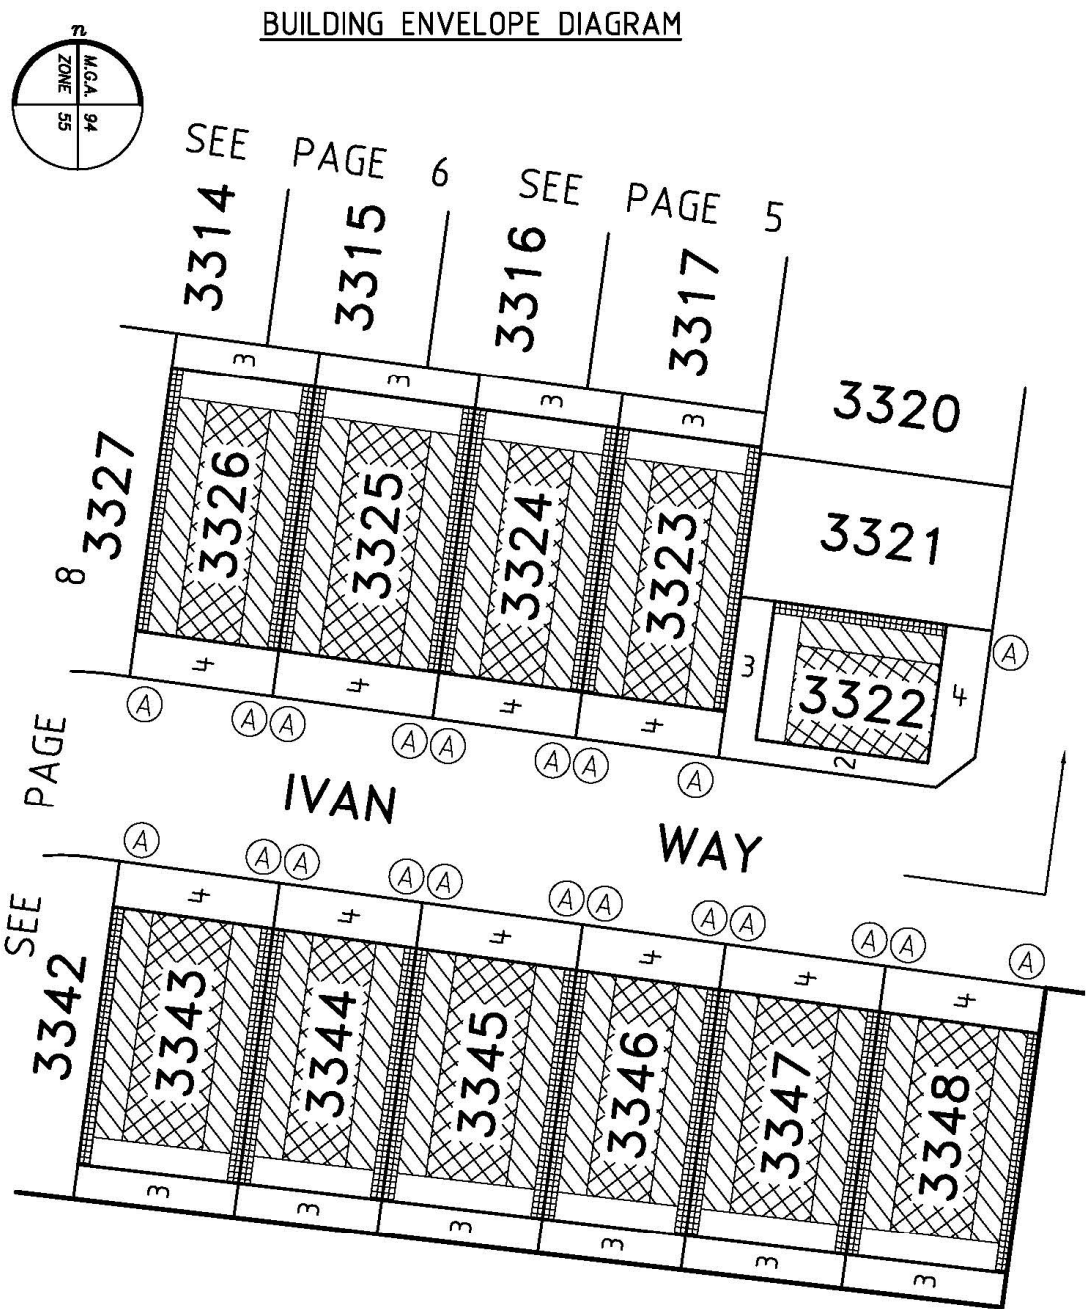 BUILDING ENVELOPE DIAGRAM
n
M.G.A. 94
ZONE 55
SEE PAGE 6
SEE PAGE 5
3314
3315
3316
3317
3320
3 3 3 3
3327
3326
3325
3324
3323
3321
3322
3
4
2
4 4 4 4
A
A A A A A A A A
SEE PAGE 8
IVAN WAY
A A A A A A A A A A A A
4 4 4 4 4 4
3342
3343
3344
3345
3346
3347
3348
3 3 3 3 3 3